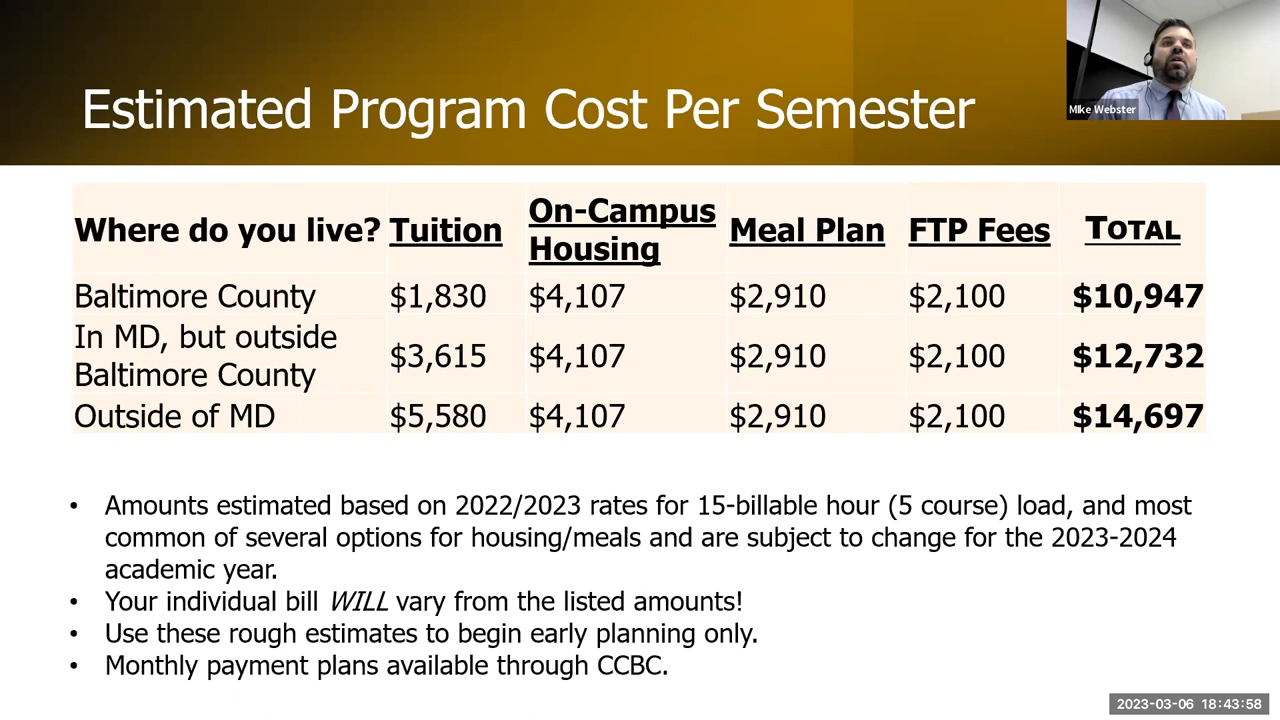 Estimated Program Cost Per Semester
Mike Webster
Where do you live? Tuition On-Campus Housing Meal Plan FTP Fees TOTAL
Baltimore County $1,830 $4,107 $2,910 $2,100 $10,947
In MD, but outside Baltimore County $3,615 $4,107 $2,910 $2,100 $12,732
Outside of MD $5,580 $4,107 $2,910 $2,100 $14,697
• Amounts estimated based on 2022/2023 rates for 15-billable hour (5 course) load, and most
common of several options for housing/meals and are subject to change for the 2023-2024
academic year.
• Your individual bill WILL vary from the listed amounts!
• Use these rough estimates to begin early planning only.
• Monthly payment plans available through CCBC.
2023-03-06 18:43:58